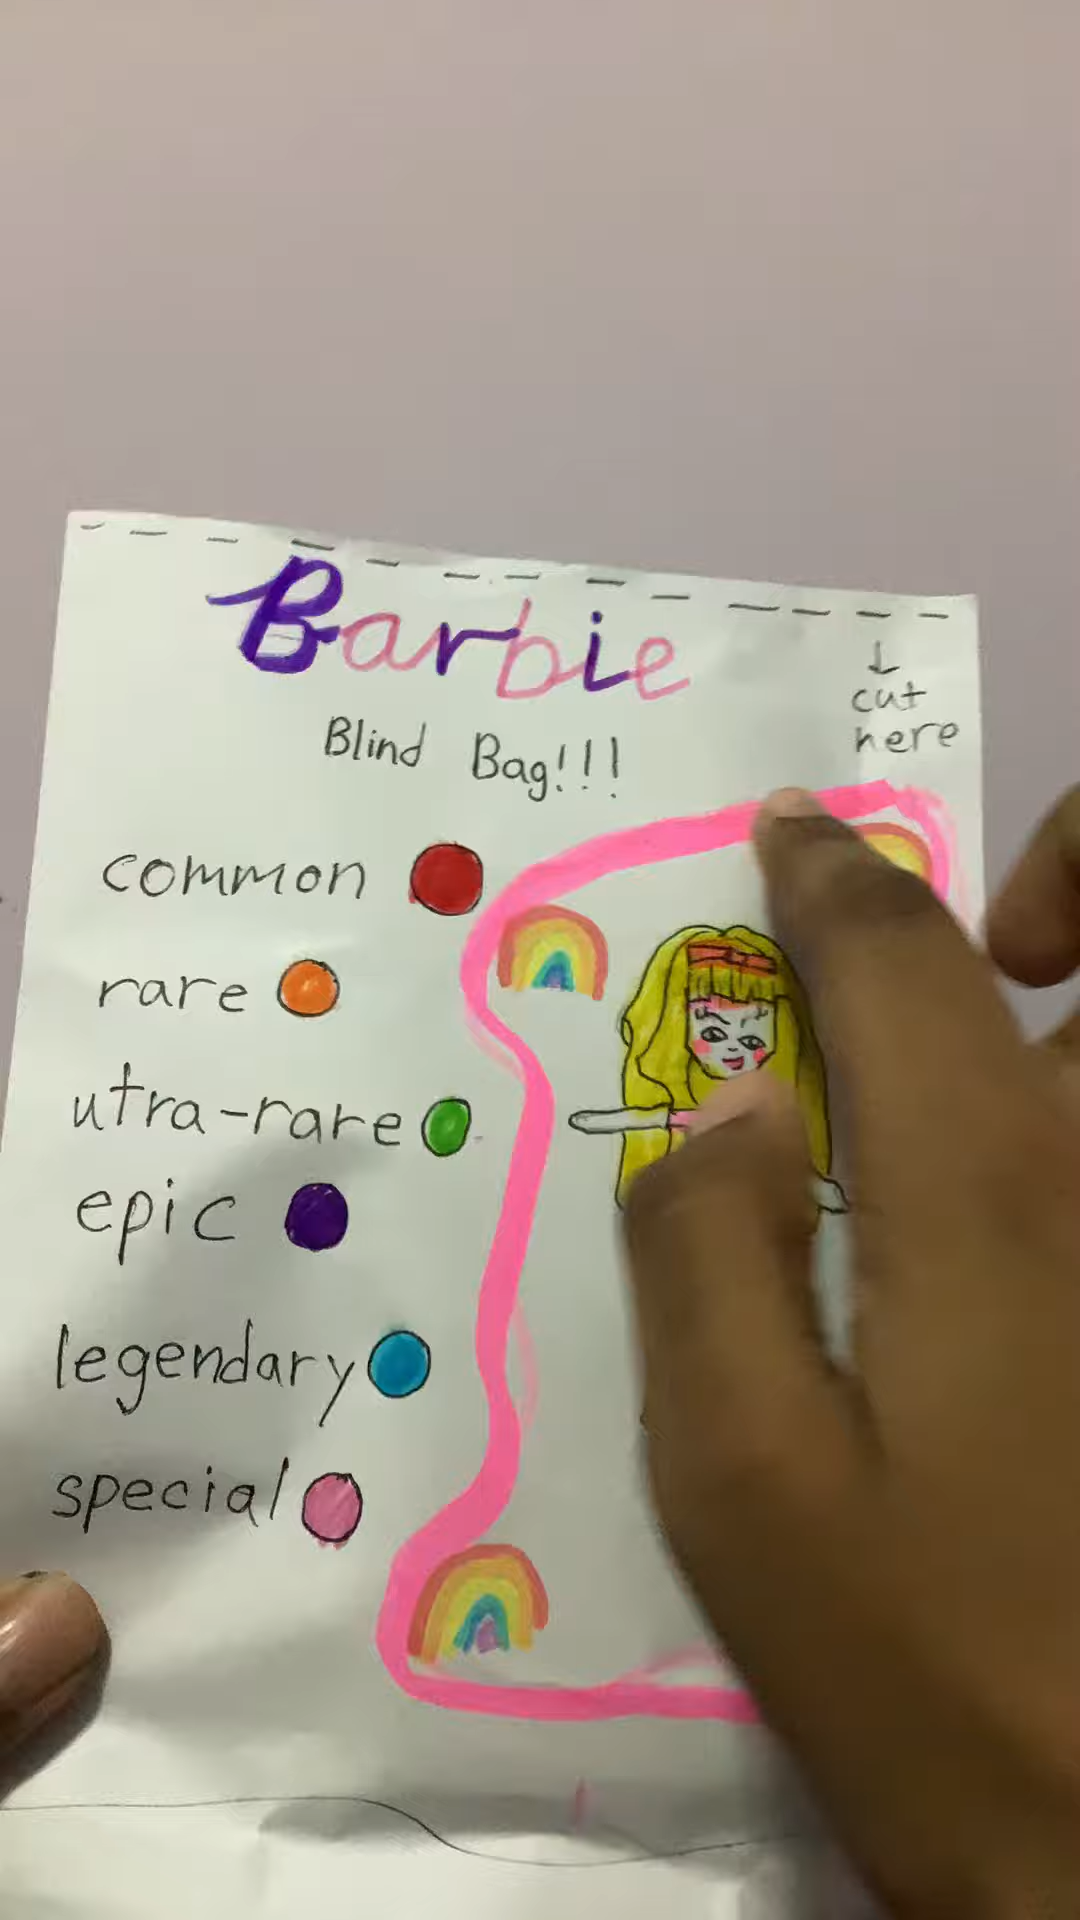 Barbie
cut
here
Blind Bag!!!
common
rare
utra-rare
epic
legendary
special